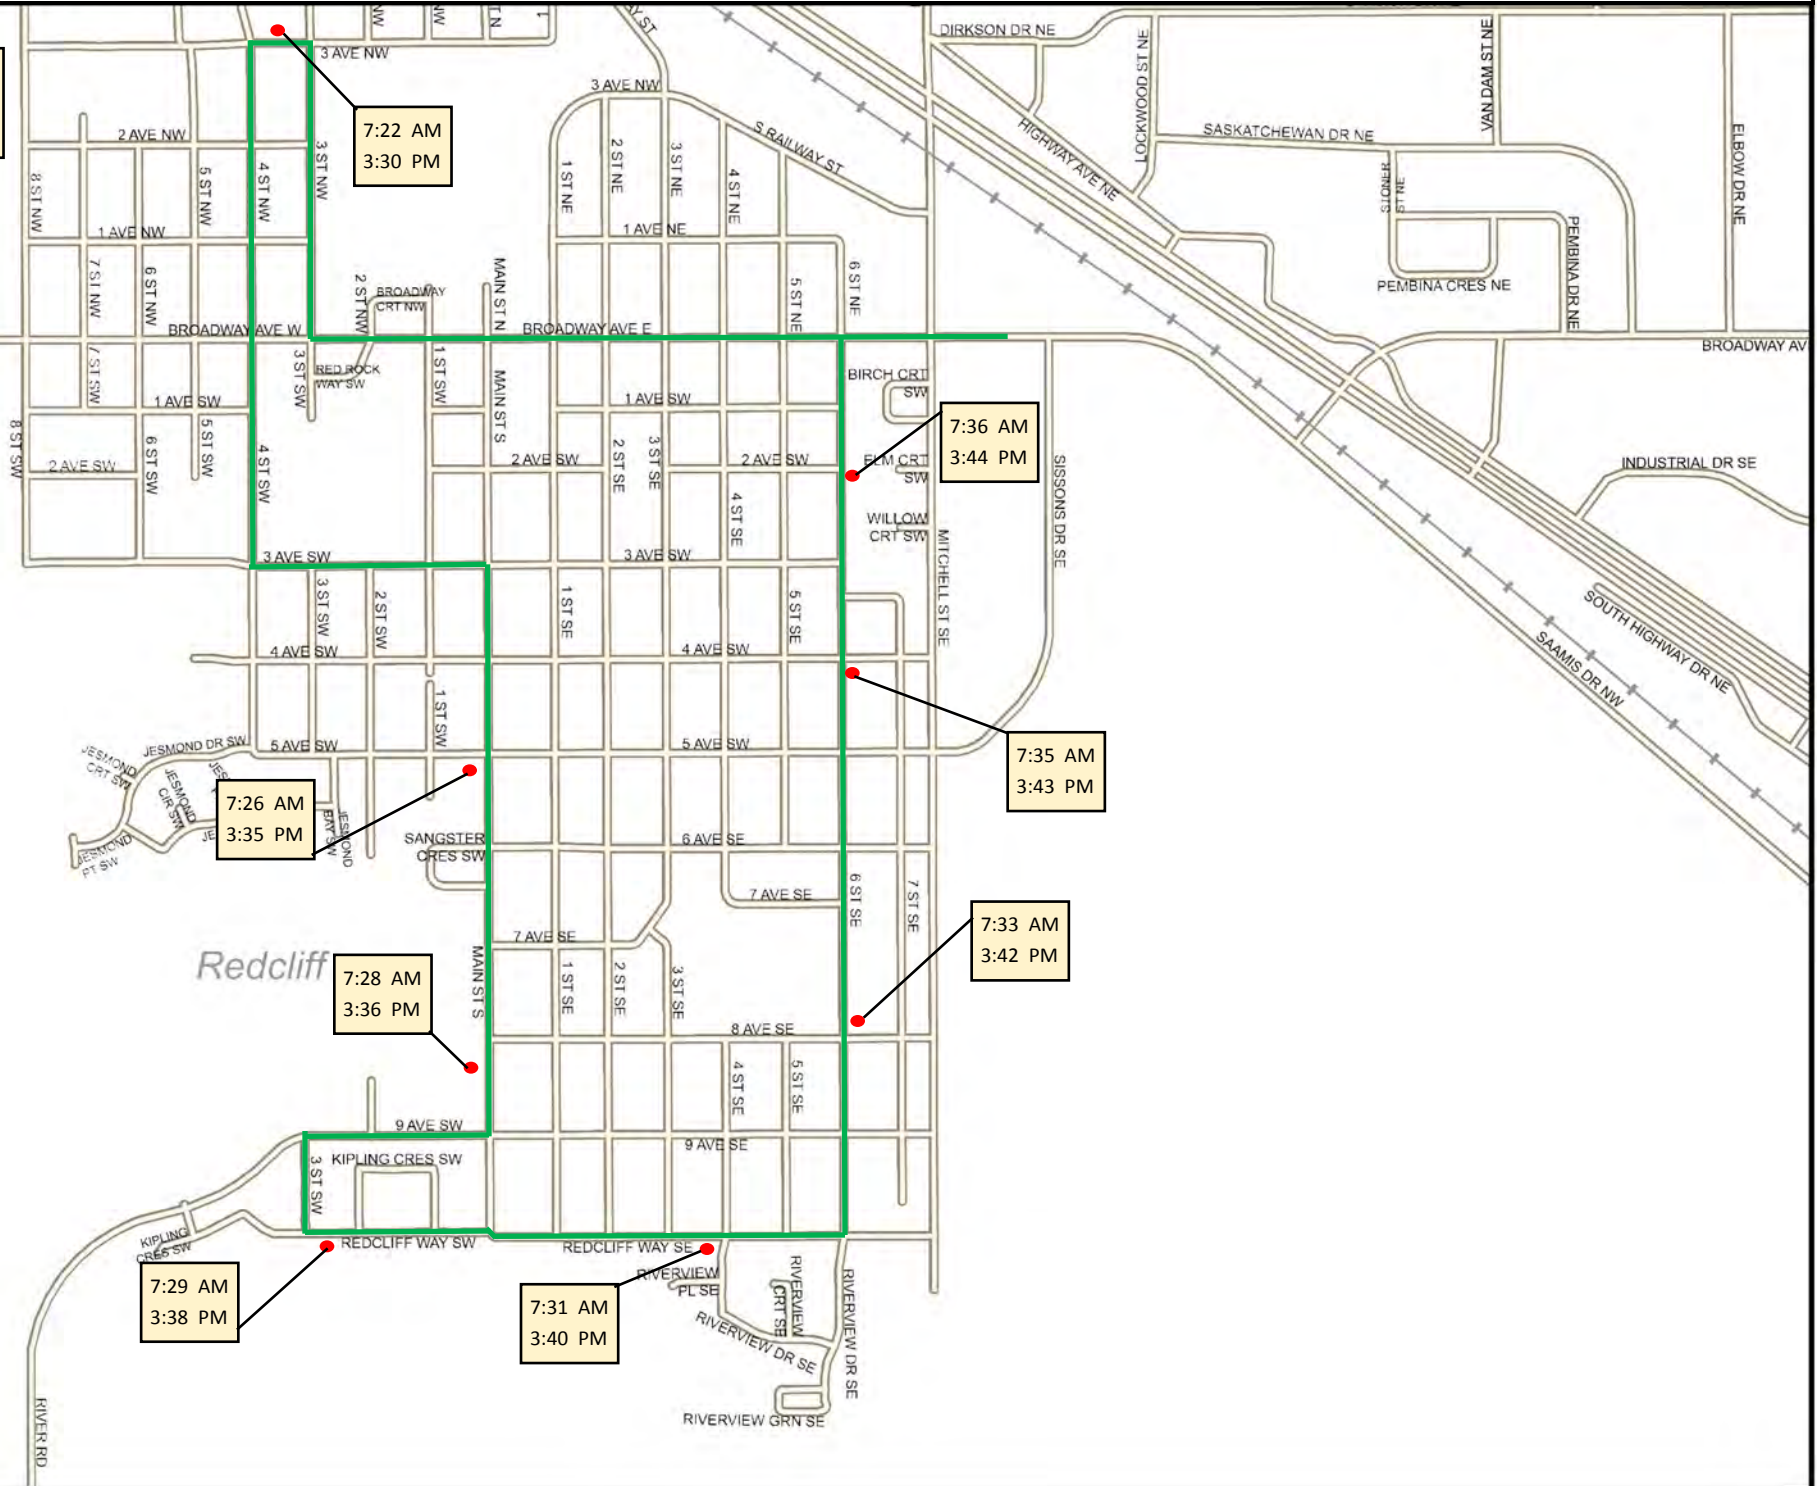 DIRKSON DR NE
3 AVE NW
3 AVE NW
LOCKWOOD ST NE
VAN DAM ST NE
7:22 AM
3:30 PM
2 AVE NW
S RAILWAY ST
HIGHWAY AVE NE
SASKATCHEWAN DR NE
ELBOW DR NE
8 ST NW
5 ST NW
4 ST NW
3 ST NW
1 ST NE
2 ST NE
3 ST NE
4 ST NE
ST NE
PEMBINA DR NE
1 AVE NW
1 AVE NE
7 ST NW
6 ST NW
2 ST NW
BROADWAY
CRT NW
MAIN ST N
5 ST NE
6 ST NE
PEMBINA CRES NE
BROADWAY AVE W
BROADWAY AVE E
BROADWAY AV
7 ST SW
3 ST SW
RED ROCK
WAY SW
1 ST SW
MAIN ST S
BIRCH CRT
SW
1 AVE SW
1 AVE SW
7:36 AM
3:44 PM
8 ST SW
6 ST SW
5 ST SW
4 ST SW
2 AVE SW
2 AVE SW
2 ST SE
3 ST SE
2 AVE SW
ELM CRT
SW
SISSONS DR SE
INDUSTRIAL DR SE
4 ST SE
WILLOW
CRT SW
MITCHELL ST SE
3 AVE SW
3 AVE SW
3 ST SW
2 ST SW
1 ST SE
5 ST SE
SOUTH HIGHWAY DR NE
SAAMIS DR NW
4 AVE SW
4 AVE SW
1 ST SW
JESMOND DR SW
5 AVE SW
5 AVE SW
7:35 AM
3:43 PM
JESMOND
CRT SW
JESMOND
CIR SW
7:26 AM
3:35 PM
JESMOND
BAY SW
JESMOND
PT SW
SANGSTER
CRES SW
6 AVE SE
7 AVE SE
6 ST SE
7 ST SE
7:33 AM
3:42 PM
7 AVE SE
Redcliff
7:28 AM
3:36 PM
MAIN ST S
1 ST SE
2 ST SE
3 ST SE
8 AVE SE
4 ST SE
5 ST SE
9 AVE SW
9 AVE SE
KIPLING CRES SW
3 ST SW
KIPLING
CRES SW
REDCLIFF WAY SW
REDCLIFF WAY SE
7:29 AM
3:38 PM
7:31 AM
3:40 PM
RIVERVIEW
PL SE
RIVERVIEW
CRT SE
RIVERVIEW DR SE
RIVERVIEW DR SE
RIVERVIEW GRN SE
RIVER RD